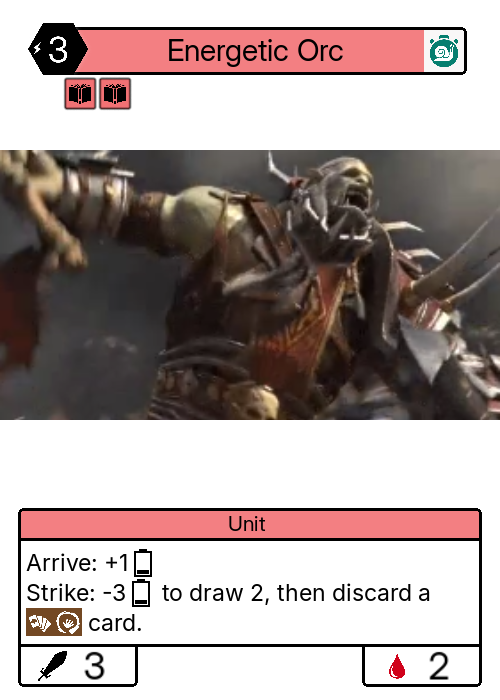 3
Energetic Orc
Unit
Arrive: +1
Strike: -3 to draw 2, then discard a
card.
3
2